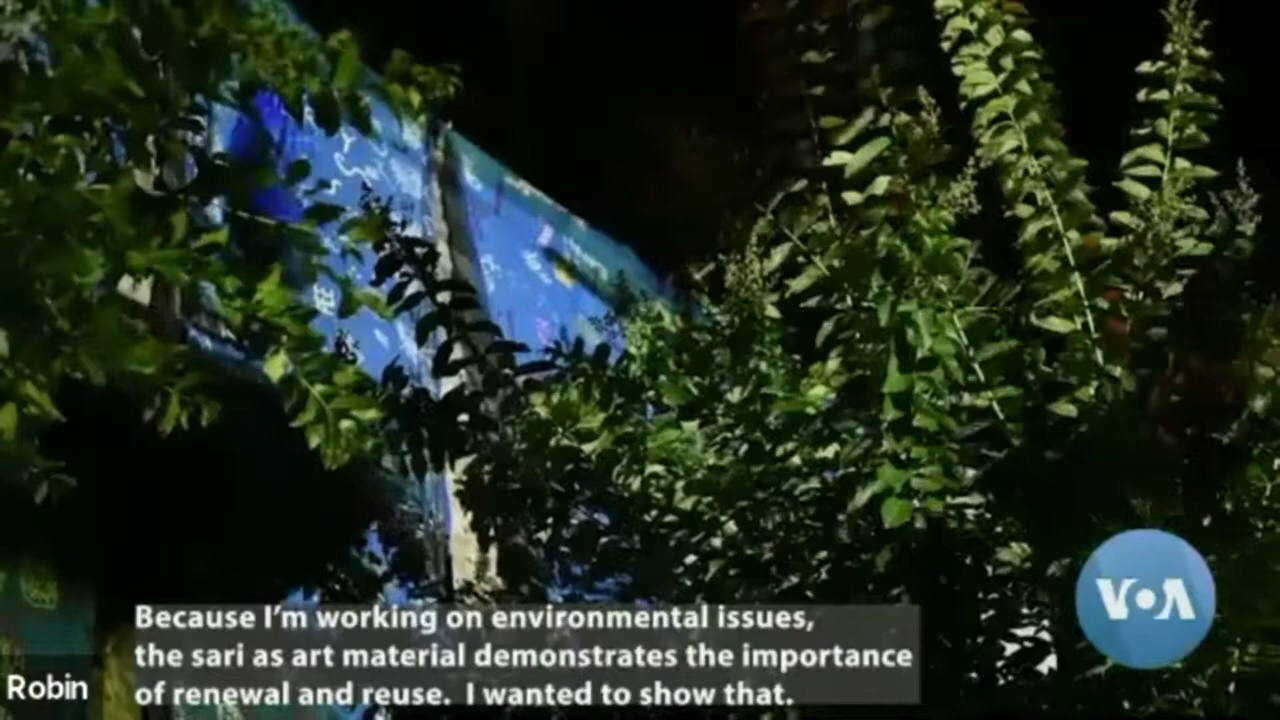 Because I'm working on environmental issues,
the sari as art material demonstrates the importance
of renewal and reuse. I wanted to show that.
VOA
Robin